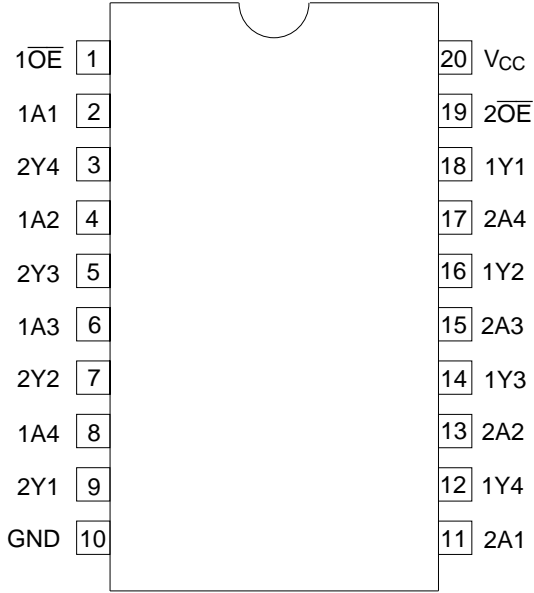 1O̅E̅ 1 20 VCC
1A1 2 19 2O̅E̅
2Y4 3 18 1Y1
1A2 4 17 2A4
2Y3 5 16 1Y2
1A3 6 15 2A3
2Y2 7 14 1Y3
1A4 8 13 2A2
2Y1 9 12 1Y4
GND 10 11 2A1